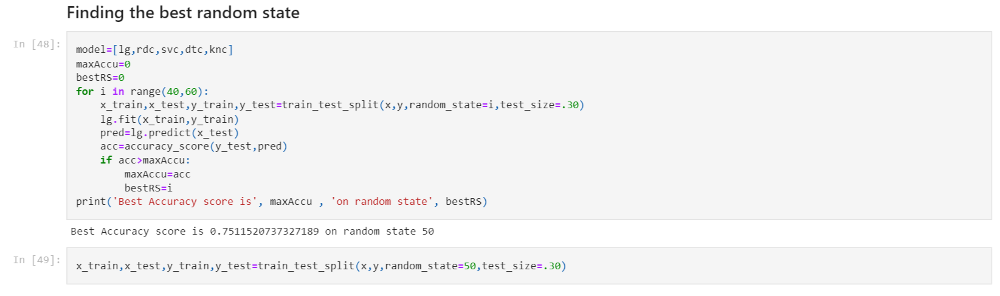 Finding the best random state
In [48]:
model=[lg,rdc,svc,dtc,knc]
maxAccu=0
bestRS=0
for i in range(40,60):
    x_train,x_test,y_train,y_test=train_test_split(x,y,random_state=i,test_size=.30)
    lg.fit(x_train,y_train)
    pred=lg.predict(x_test)
    acc=accuracy_score(y_test,pred)
    if acc>maxAccu:
        maxAccu=acc
        bestRS=i
print('Best Accuracy score is', maxAccu , 'on random state', bestRS)
Best Accuracy score is 0.7511520737327189 on random state 50
In [49]:
x_train,x_test,y_train,y_test=train_test_split(x,y,random_state=50,test_size=.30)